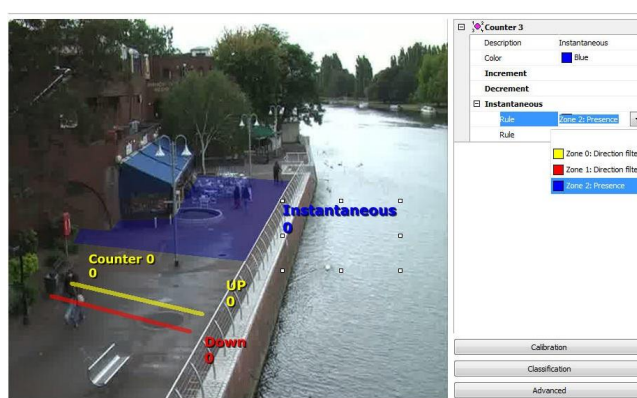 Counter 3
Description Instantaneous
Color Blue
Increment
Decrement
Instantaneous
Rule Zone 2: Presence
Rule
Zone 0: Direction filte
Zone 1: Direction filte
Zone 2: Presence
Instantaneous
0
Counter 0
0
UP
0
Down
0
Calibration
Classification
Advanced